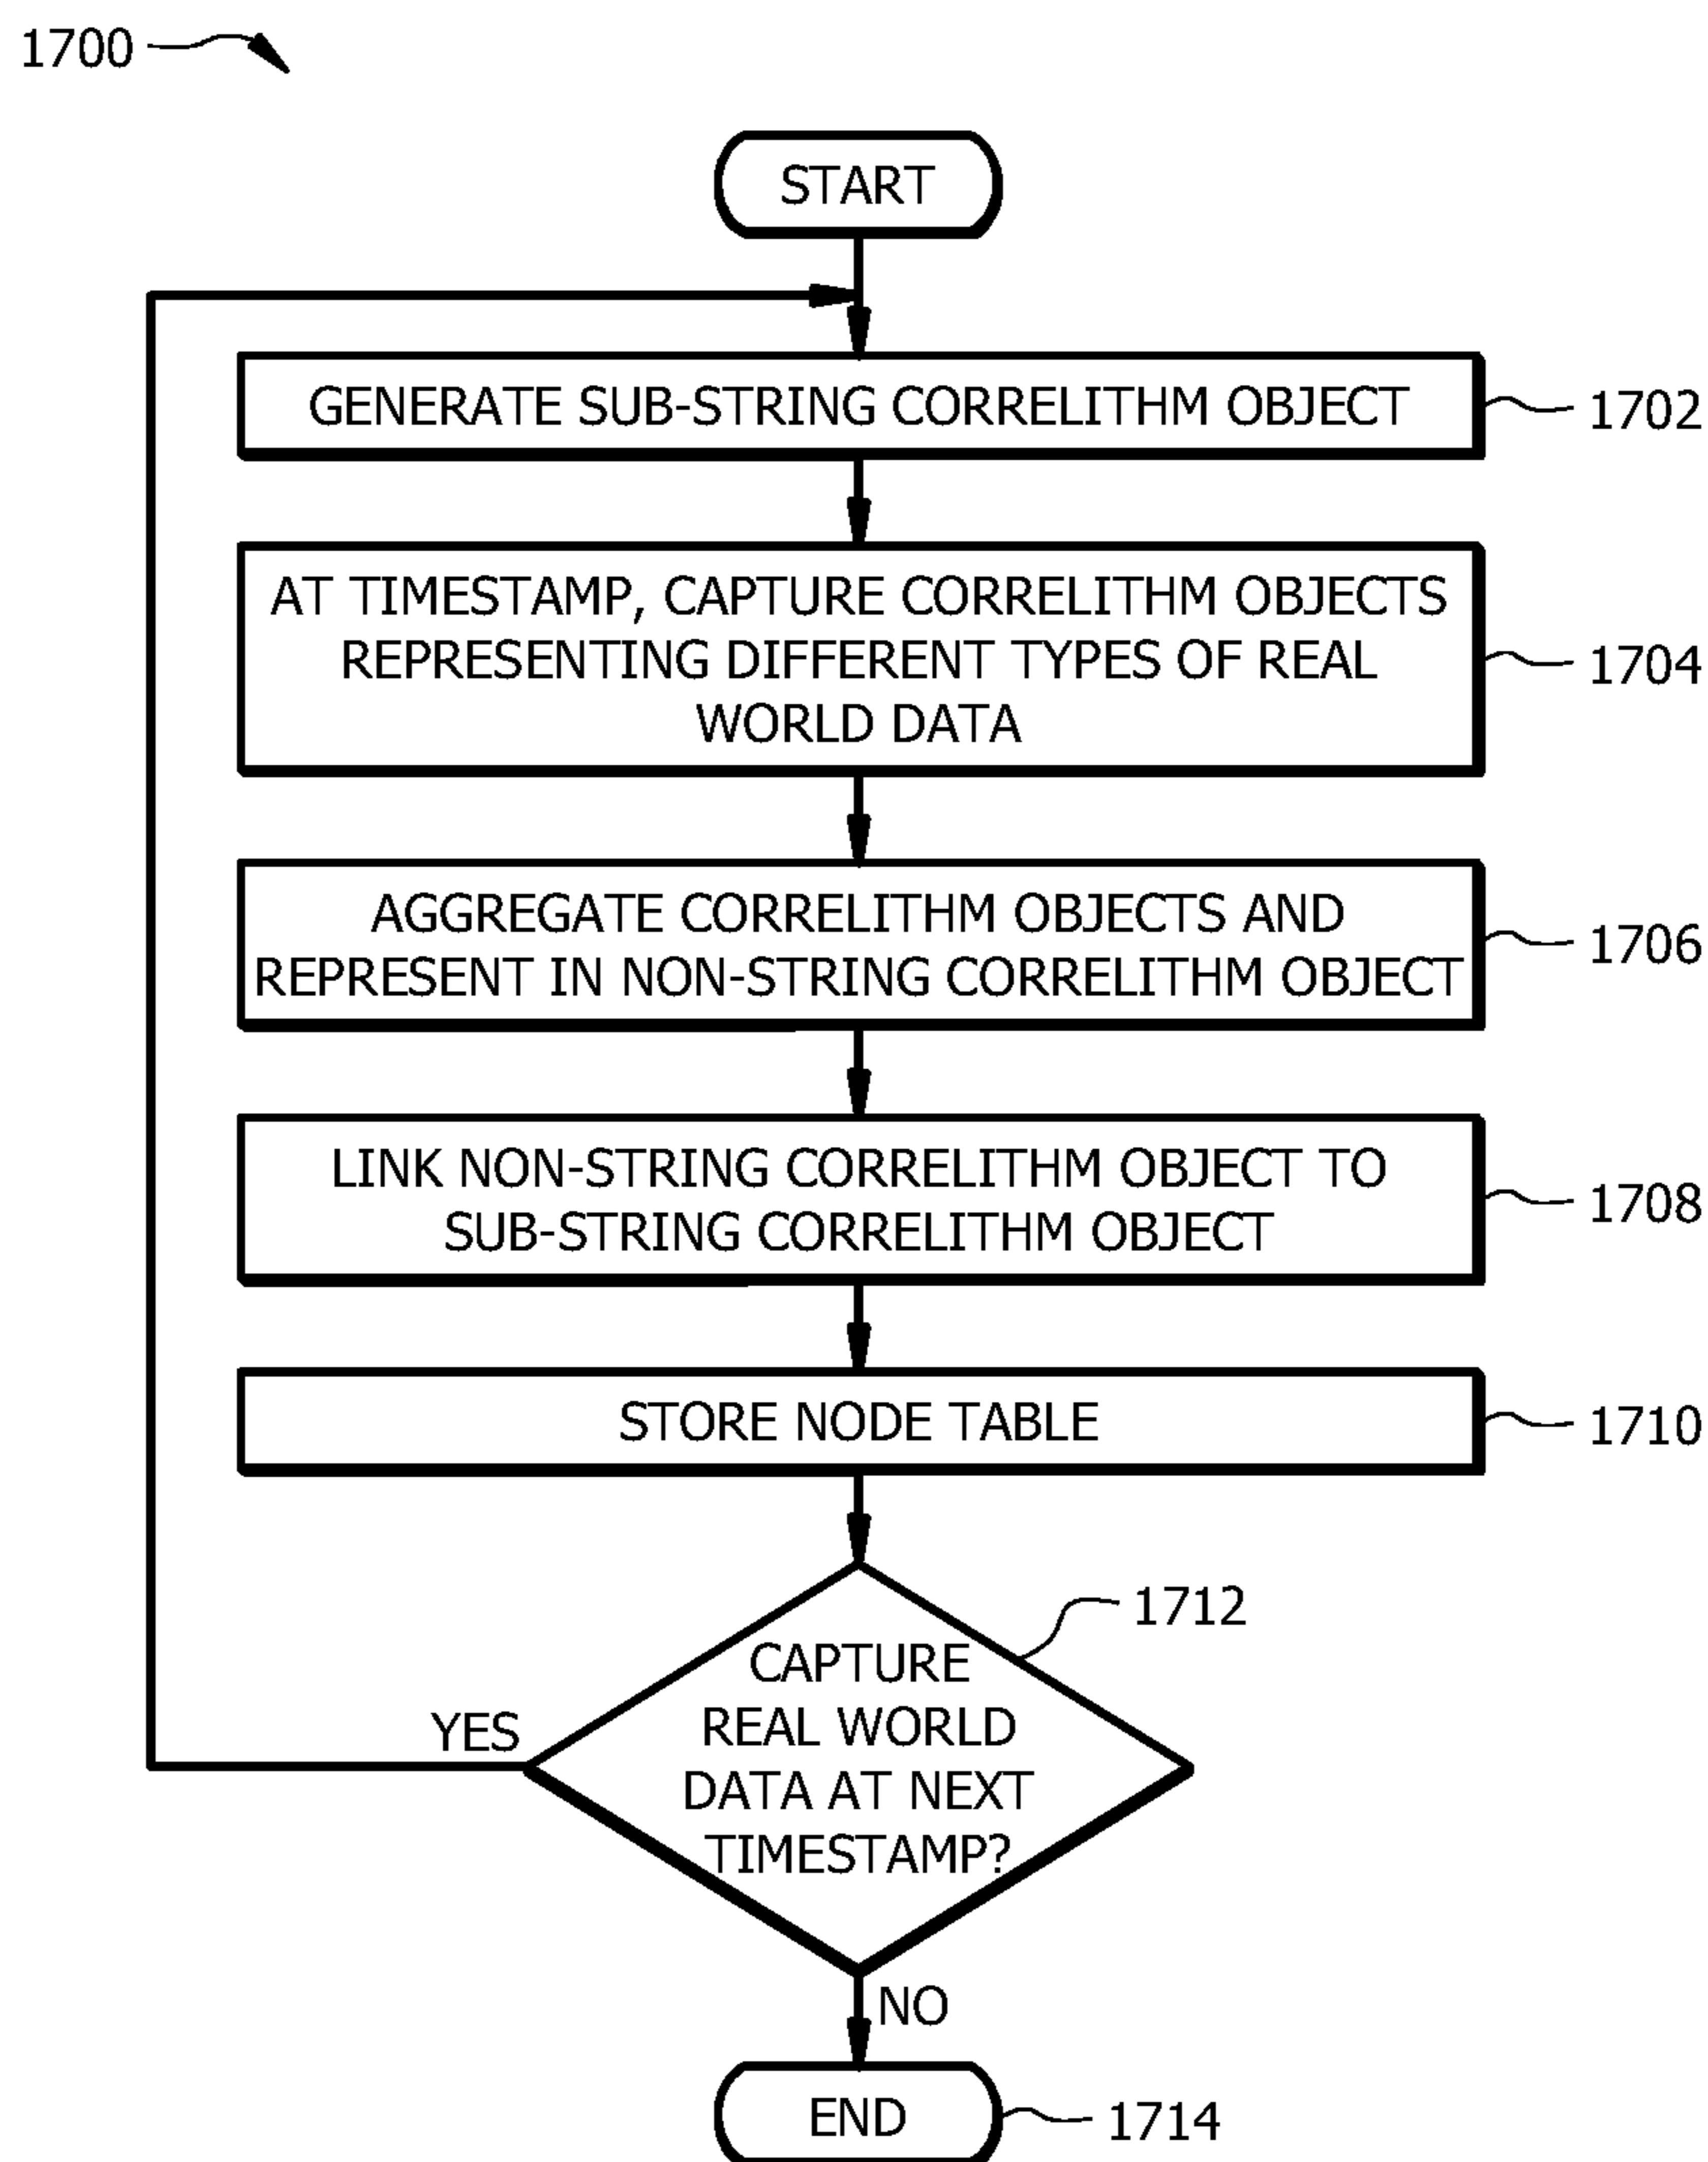 1700
START
GENERATE SUB-STRING CORRELITHM OBJECT
1702
AT TIMESTAMP, CAPTURE CORRELITHM OBJECTS
REPRESENTING DIFFERENT TYPES OF REAL
WORLD DATA
1704
AGGREGATE CORRELITHM OBJECTS AND
REPRESENT IN NON-STRING CORRELITHM OBJECT
1706
LINK NON-STRING CORRELITHM OBJECT TO
SUB-STRING CORRELITHM OBJECT
1708
STORE NODE TABLE
1710
1712
CAPTURE
REAL WORLD
DATA AT NEXT
TIMESTAMP?
YES
NO
END
1714